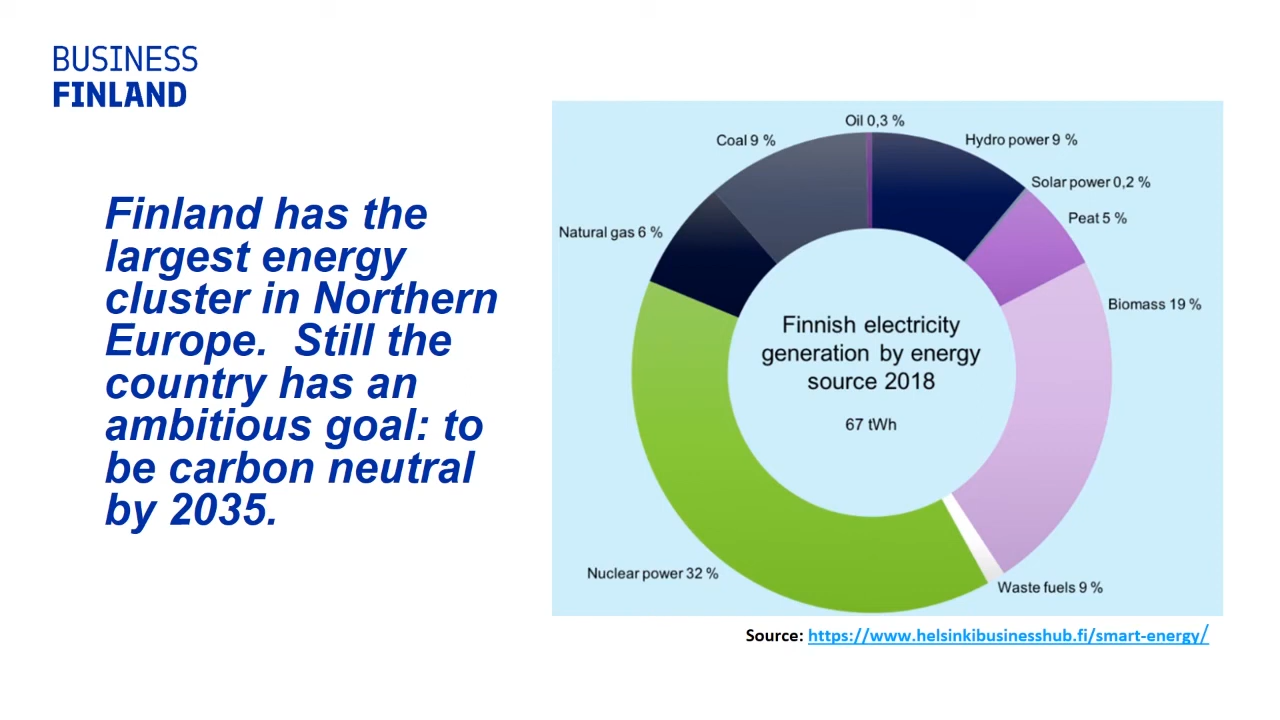 BUSINESS
FINLAND
Finland has the
largest energy
cluster in Northern
Europe.  Still the
country has an
ambitious goal: to
be carbon neutral
by 2035.
Oil 0,3 %
Coal 9 %
Hydro power 9 %
Solar power 0,2 %
Peat 5 %
Natural gas 6 %
Biomass 19 %
Finnish electricity
generation by energy
source 2018
67 tWh
Nuclear power 32 %
Waste fuels 9 %
Source: https://www.helsinkibusinesshub.fi/smart-energy/